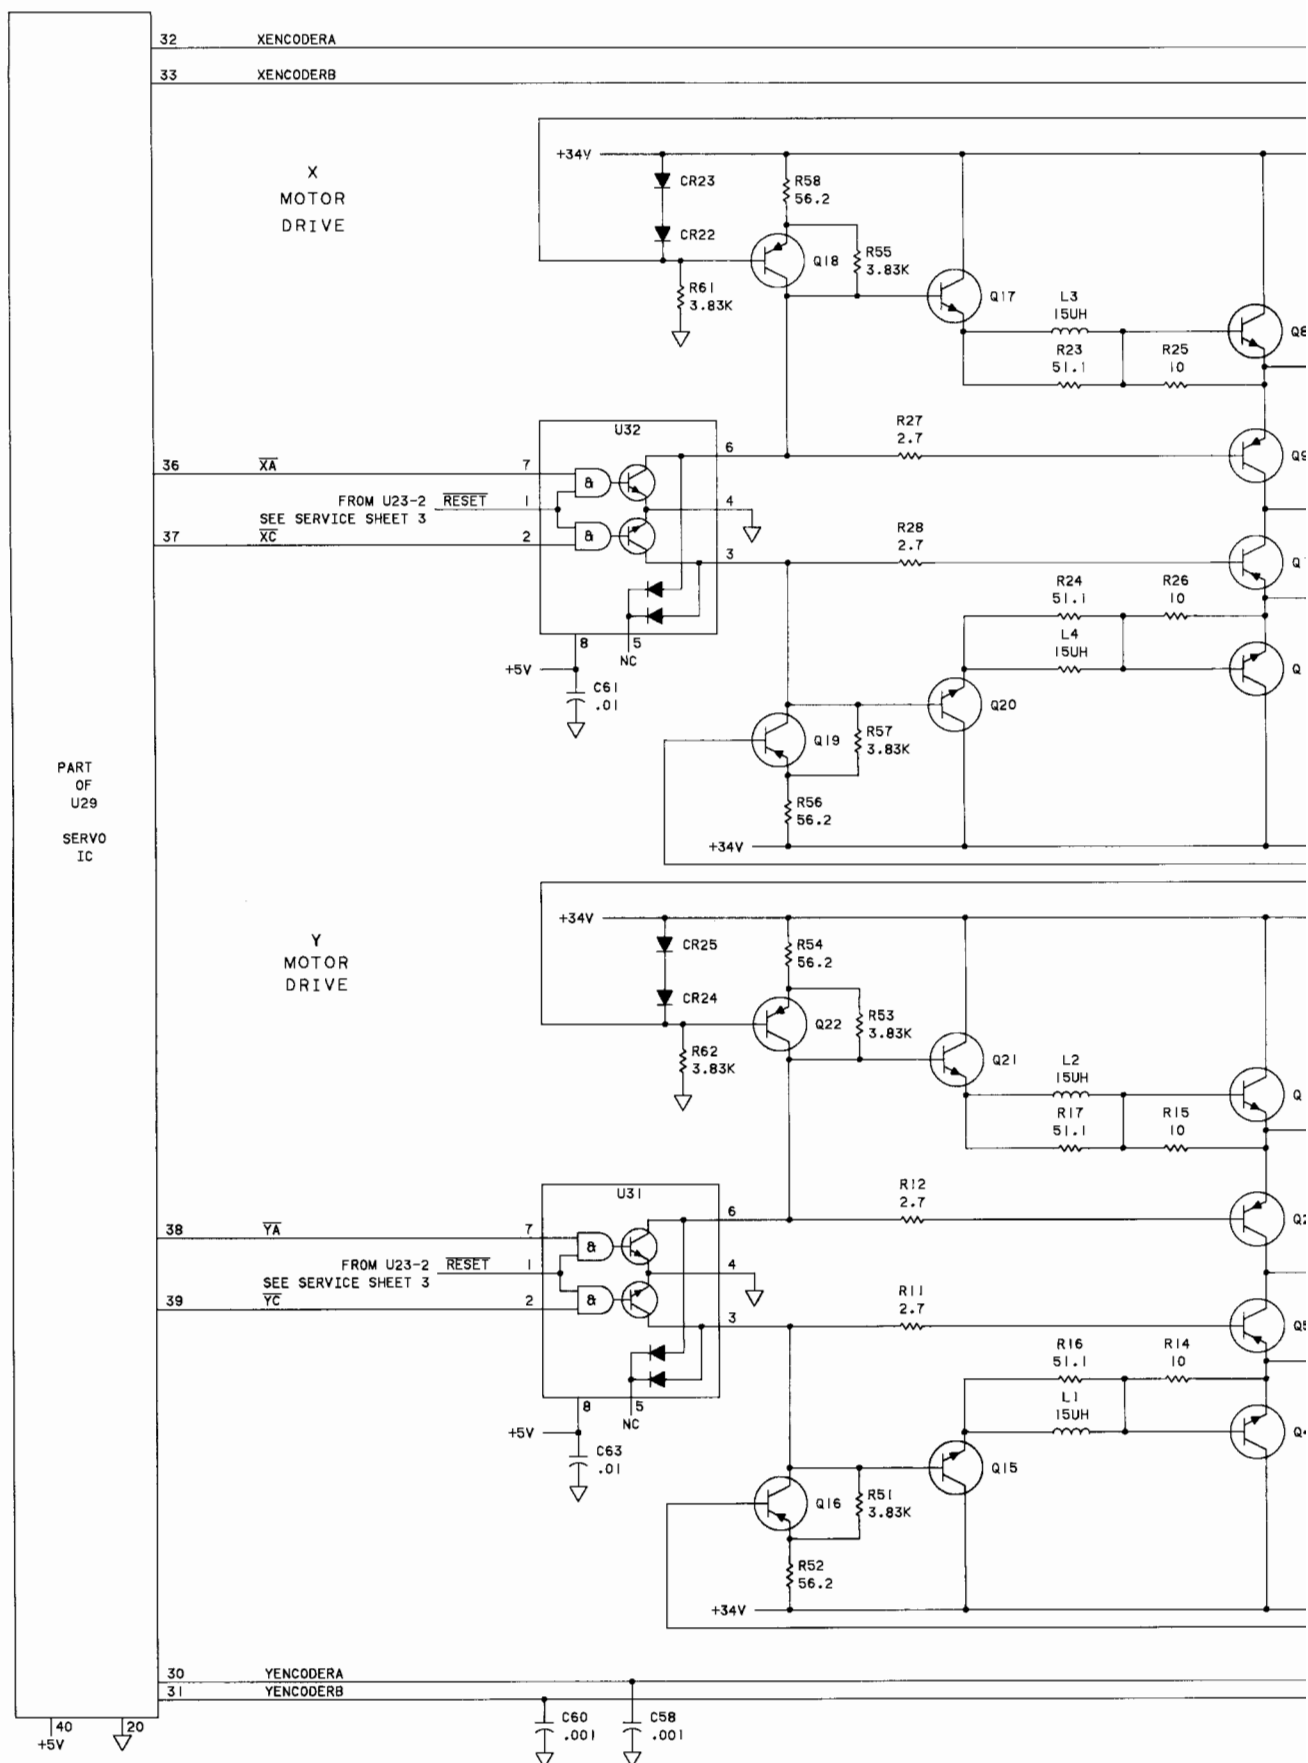 32 XENCODERA
33 XENCODERB
X
MOTOR
DRIVE
+34V
CR23
R58
56.2
CR22
Q18
R55
3.83K
R61
3.83K
Q17
L3
15UH
R23
51.1
R25
10
Q8
U32
R27
2.7
6
Q9
36 XA 7
&
FROM U23-2 RESET 1
SEE SERVICE SHEET 3
4
37 XC 2
&
3
R28
2.7
Q
R24
51.1
R26
10
L4
15UH
Q
8
5
NC
+5V
C61
.01
Q20
Q19
R57
3.83K
R56
56.2
+34V
PART
OF
U29
SERVO
IC
Y
MOTOR
DRIVE
+34V
CR25
R54
56.2
CR24
Q22
R53
3.83K
R62
3.83K
Q21
L2
15UH
R17
51.1
R15
10
Q
U31
R12
2.7
6
Q2
38 YA 7
&
FROM U23-2 RESET 1
SEE SERVICE SHEET 3
4
39 YC 2
&
3
R11
2.7
Q5
R16
51.1
R14
10
L1
15UH
Q4
8
5
NC
+5V
C63
.01
Q15
Q16
R51
3.83K
R52
56.2
+34V
30 YENCODERA
31 YENCODERB
C60
.001
C58
.001
40
+5V
20